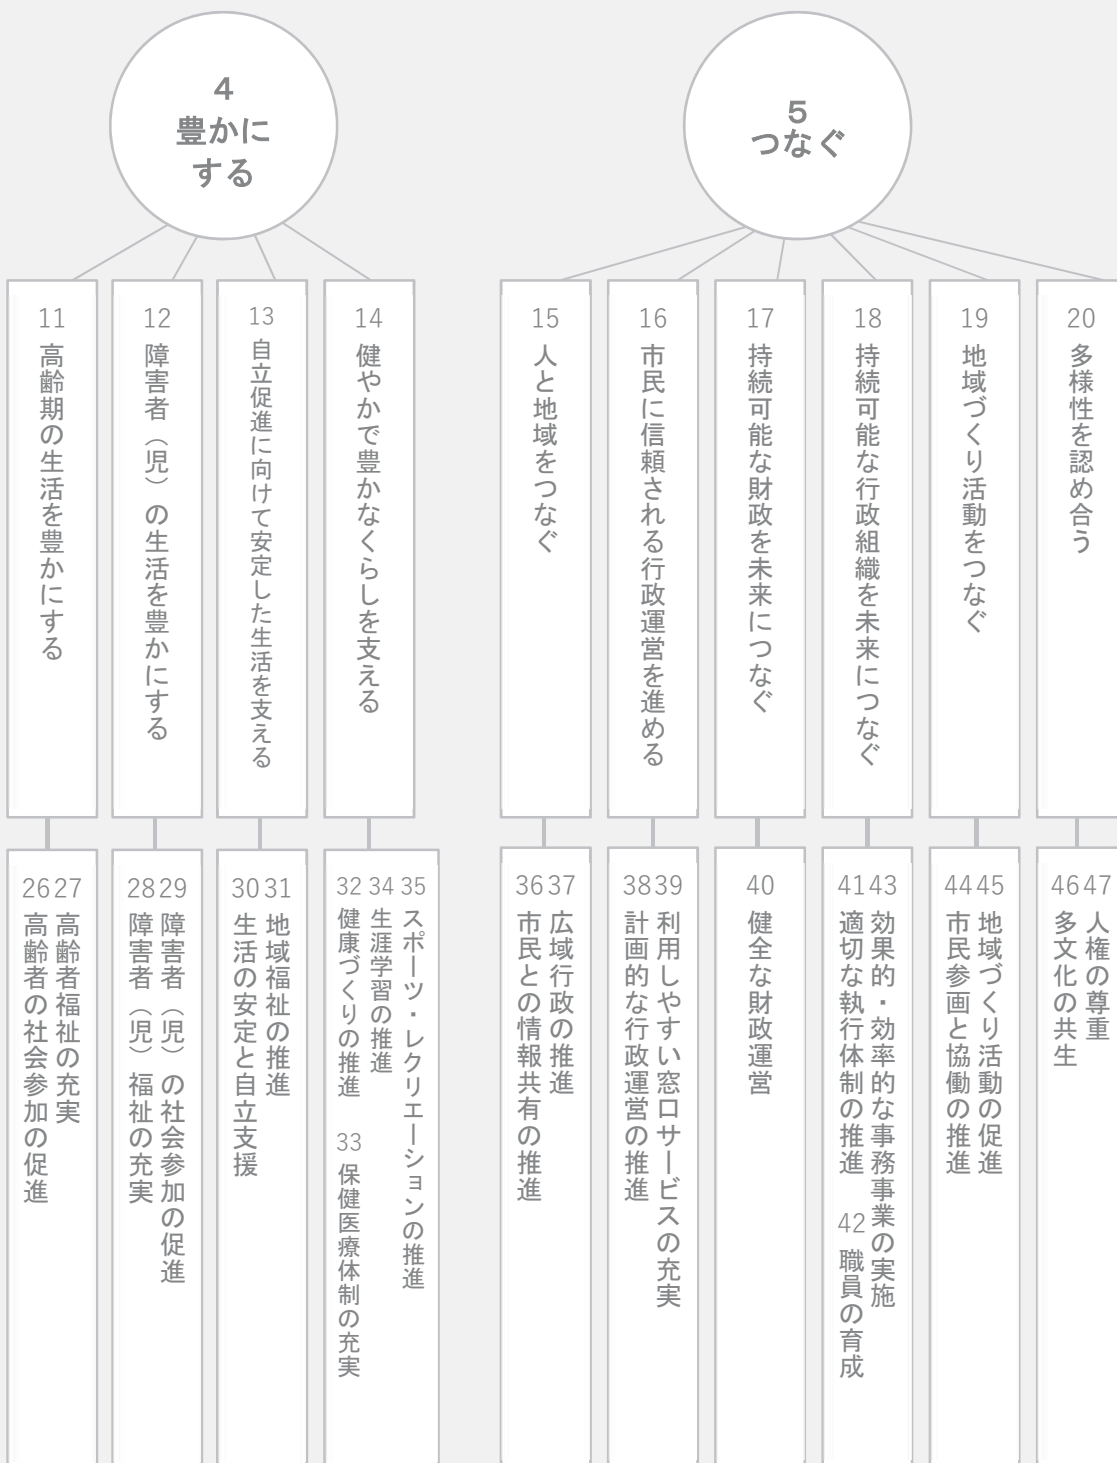 4
豊かに
する
5
つなぐ
11 高齢期の生活を豊かにする
12 障害者（児）の生活を豊かにする
13 自立促進に向けて安定した生活を支える
14 健やかで豊かなくらしを支える
15 人と地域をつなぐ
16 市民に信頼される行政運営を進める
17 持続可能な財政を未来につなぐ
18 持続可能な行政組織を未来につなぐ
19 地域づくり活動をつなぐ
20 多様性を認め合う
26 高齢者の社会参加の促進
27 高齢者福祉の充実
28 障害者（児）福祉の充実
29 障害者（児）の社会参加の促進
30 生活の安定と自立支援
31 地域福祉の推進
32 健康づくりの推進
33 保健医療体制の充実
34 生涯学習の推進
35 スポーツ・レクリエーションの推進
36 市民との情報共有の推進
37 広域行政の推進
38 計画的な行政運営の推進
39 利用しやすい窓口サービスの充実
40 健全な財政運営
41 適切な執行体制の推進
42 職員の育成
43 効果的・効率的な事務事業の実施
44 市民参画と協働の推進
45 地域づくり活動の促進
46 多文化の共生
47 人権の尊重